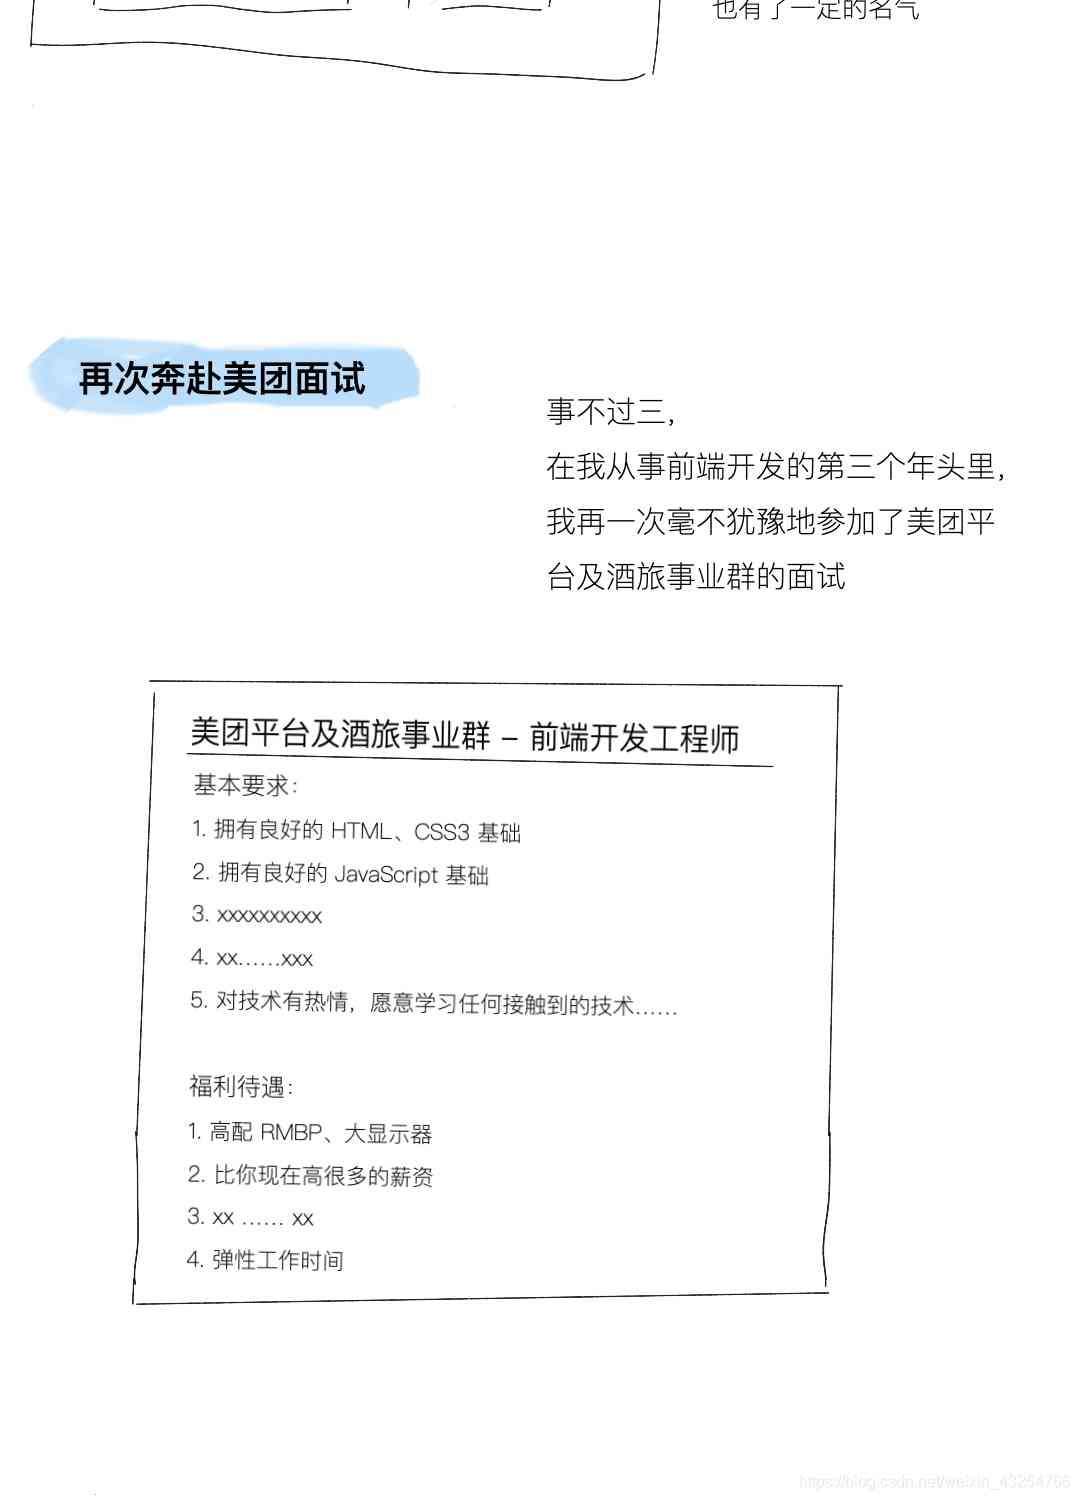 也有了一定的名气
再次奔赴美团面试
事不过三，
在我从事前端开发的第三个年头里，
我再一次毫不犹豫地参加了美团平
台及酒旅事业群的面试
美团平台及酒旅事业群 – 前端开发工程师
基本要求：
1. 拥有良好的 HTML、CSS3 基础
2. 拥有良好的 JavaScript 基础
3. xxxxxxxxxx
4. xx……xxx
5. 对技术有热情，愿意学习任何接触到的技术……
福利待遇：
1. 高配 RMBP、大显示器
2. 比你现在高很多的薪资
3. xx …… xx
4. 弹性工作时间
https://blog.csdn.net/weixin_43254766